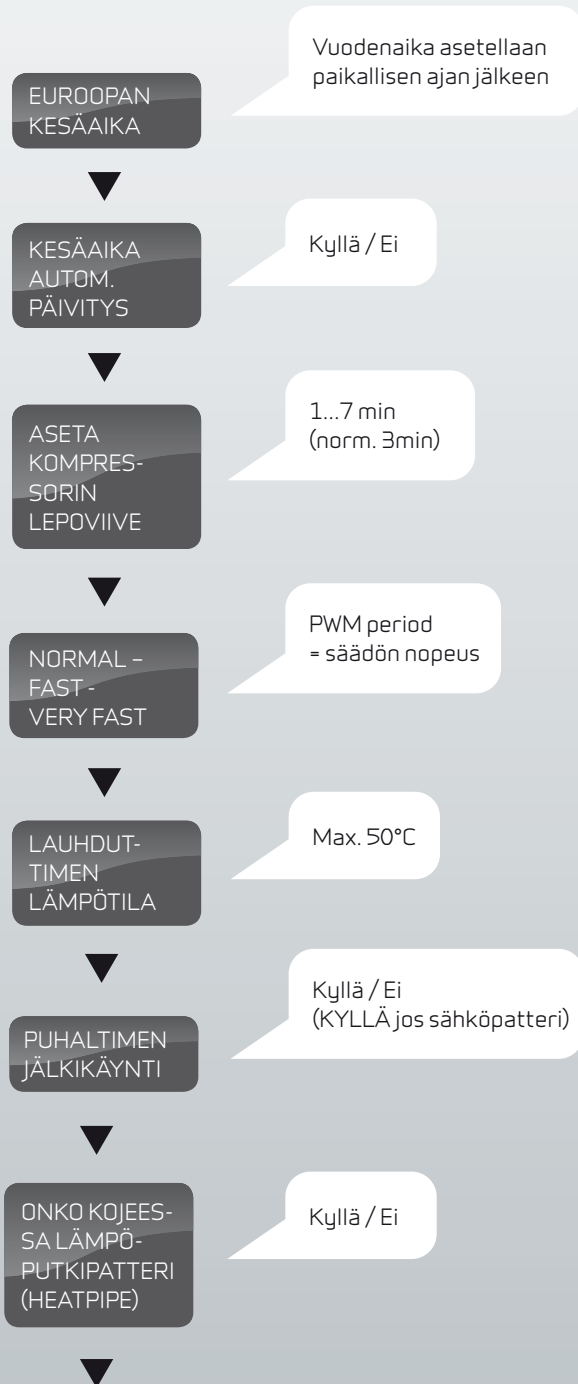 EUROOPAN
KESÄAIKA
Vuodenaika asetellaan
paikallisen ajan jälkeen
KESÄAIKA
AUTOM.
PÄIVITYS
Kyllä / Ei
ASETA
KOMPRES-
SORIN
LEPOVIIVE
1...7 min
(norm. 3min)
NORMAL –
FAST -
VERY FAST
PWM period
= säädön nopeus
LAUHDUT-
TIMEN
LÄMPÖTILA
Max. 50°C
PUHALTIMEN
JÄLKIKÄYNTI
Kyllä / Ei
(KYLLÄ jos sähköpatteri)
ONKO KOJEES-
SA LÄMPÖ-
PUTKIPATTERI
(HEATPIPE)
Kyllä / Ei